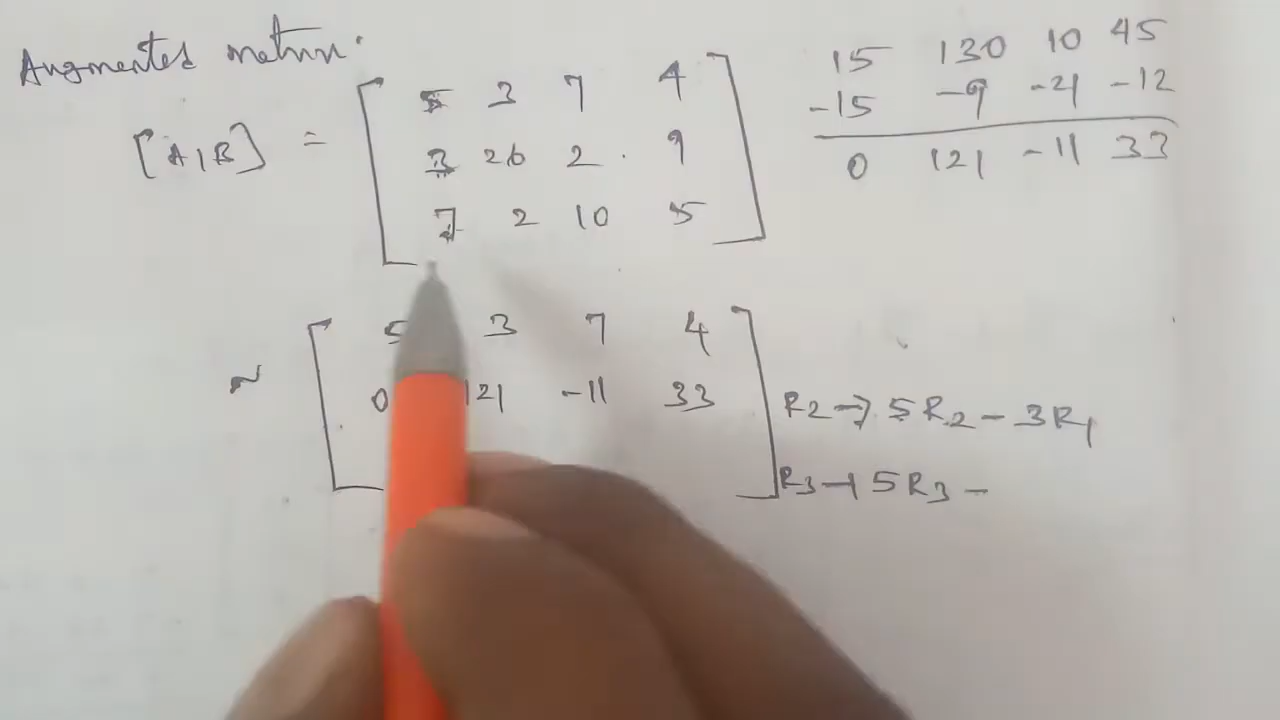 Augmented matrix.
[A|B] = [ 5 3 7 4
3 26 2 . 9
7 2 10 5 ]
15 130 10 45
-15 -9 -21 -12
0 121 -11 33
~ [ 5 3 7 4
0 121 -11 33 ] R2 → 5R2 - 3R1
R3 → 5R3 -